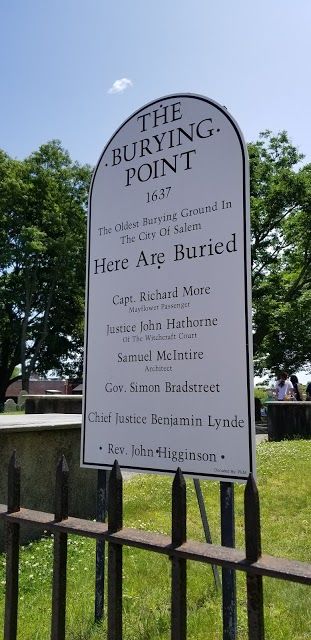 THE
·BURYING·
POINT
1637
The Oldest Burying Ground In
The City Of Salem
Here Are Buried
Capt. Richard More
Mayflower Passenger
Justice John Hathorne
Of The Witchcraft Court
Samuel McIntire
Architect
Gov. Simon Bradstreet
Chief Justice Benjamin Lynde
• Rev. John Higginson •
Donated By